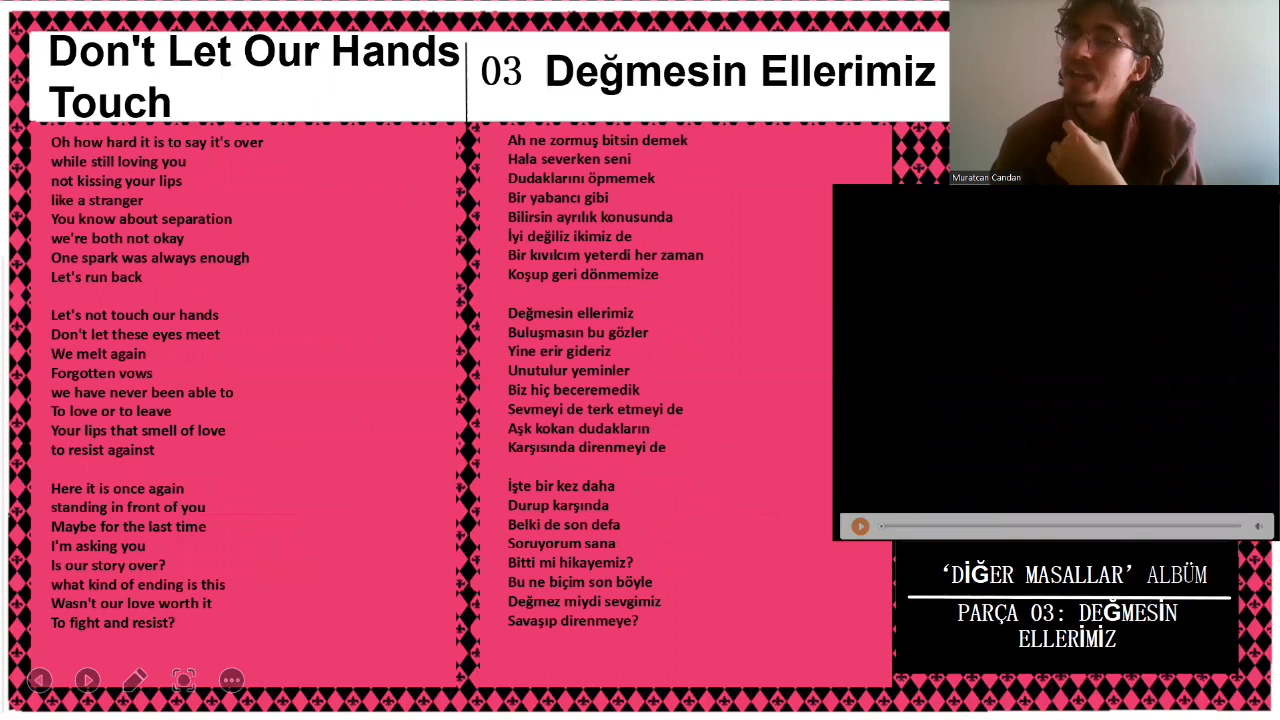 Don't Let Our Hands
Touch
03 Değmesin Ellerimiz
Oh how hard it is to say it's over
while still loving you
not kissing your lips
like a stranger
You know about separation
we're both not okay
One spark was always enough
Let's run back
Let's not touch our hands
Don't let these eyes meet
We melt again
Forgotten vows
we have never been able to
To love or to leave
Your lips that smell of love
to resist against
Here it is once again
standing in front of you
Maybe for the last time
I'm asking you
Is our story over?
what kind of ending is this
Wasn't our love worth it
To fight and resist?
Ah ne zormuş bitsin demek
Hala severken seni
Dudaklarını öpmemek
Bir yabancı gibi
Bilirsin ayrılık konusunda
İyi değiliz ikimiz de
Bir kıvılcım yeterdi her zaman
Koşup geri dönmemize
Değmesin ellerimiz
Buluşmasın bu gözler
Yine erir gideriz
Unutulur yeminler
Biz hiç beceremedik
Sevmeyi de terk etmeyi de
Aşk kokan dudakların
Karşısında direnmeyi de
İşte bir kez daha
Durup karşında
Belki de son defa
Soruyorum sana
Bitti mi hikayemiz?
Bu ne biçim son böyle
Değmez miydi sevgimiz
Savaşıp direnmeye?
Muratcan Candan
‘DİĞER MASALLAR’ ALBÜM
PARÇA 03: DEĞMESİN
ELLERİMİZ